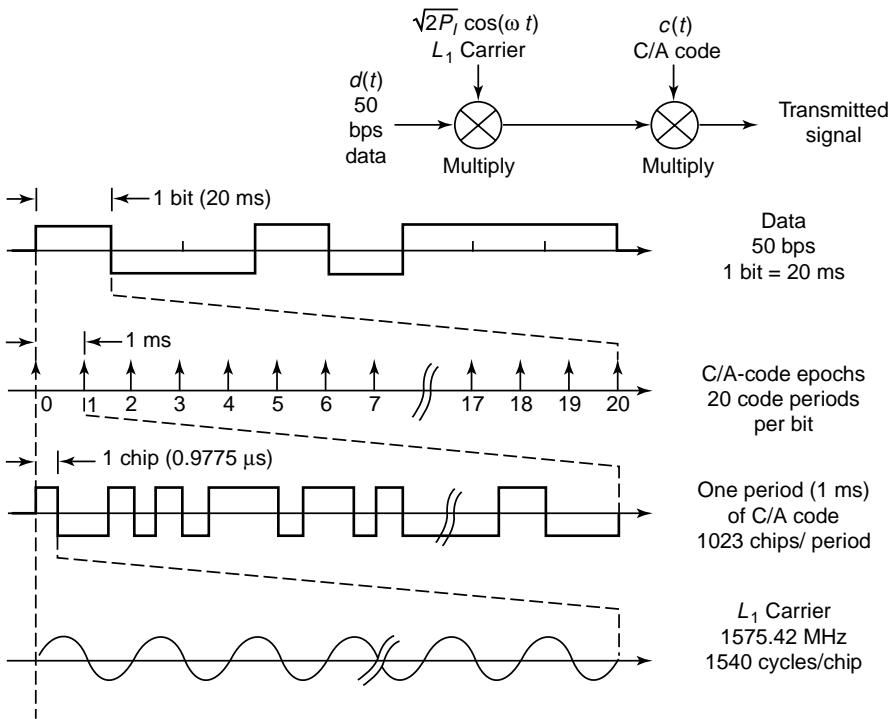 √2P_I cos(ω t)
L₁ Carrier
c(t)
C/A code
d(t)
50
bps
data
Multiply
Multiply
Transmitted
signal
1 bit (20 ms)
Data
50 bps
1 bit = 20 ms
1 ms
0 1 2 3 4 5 6 7 17 18 19 20
C/A-code epochs
20 code periods
per bit
1 chip (0.9775 μs)
One period (1 ms)
of C/A code
1023 chips/ period
L₁ Carrier
1575.42 MHz
1540 cycles/chip